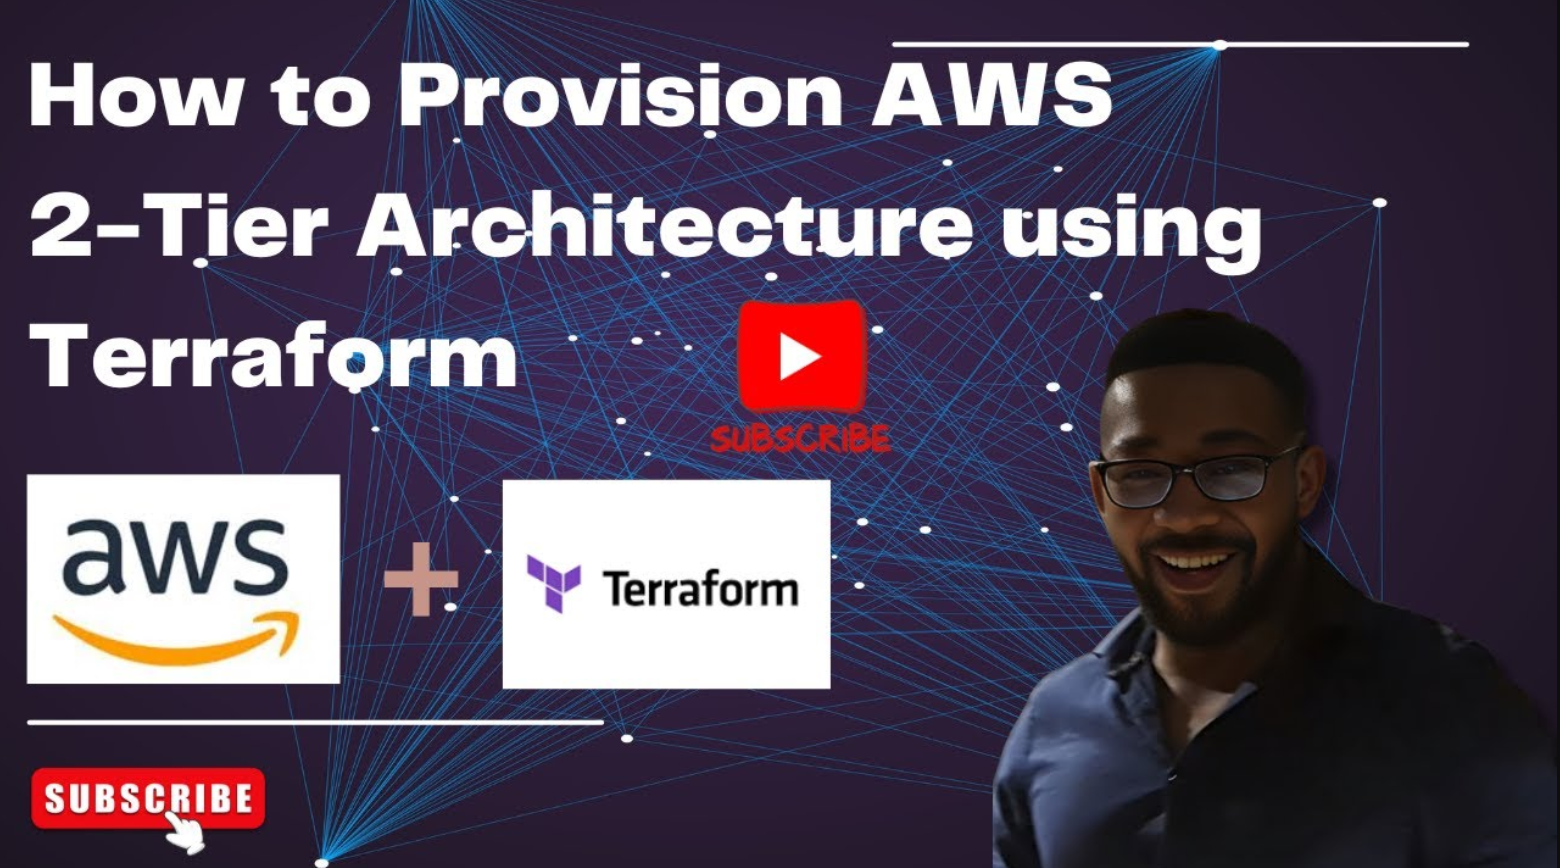 How to Provision AWS
2-Tier Architecture using
Terraform
SUBSCRIBE
aws
Terraform
SUBSCRIBE